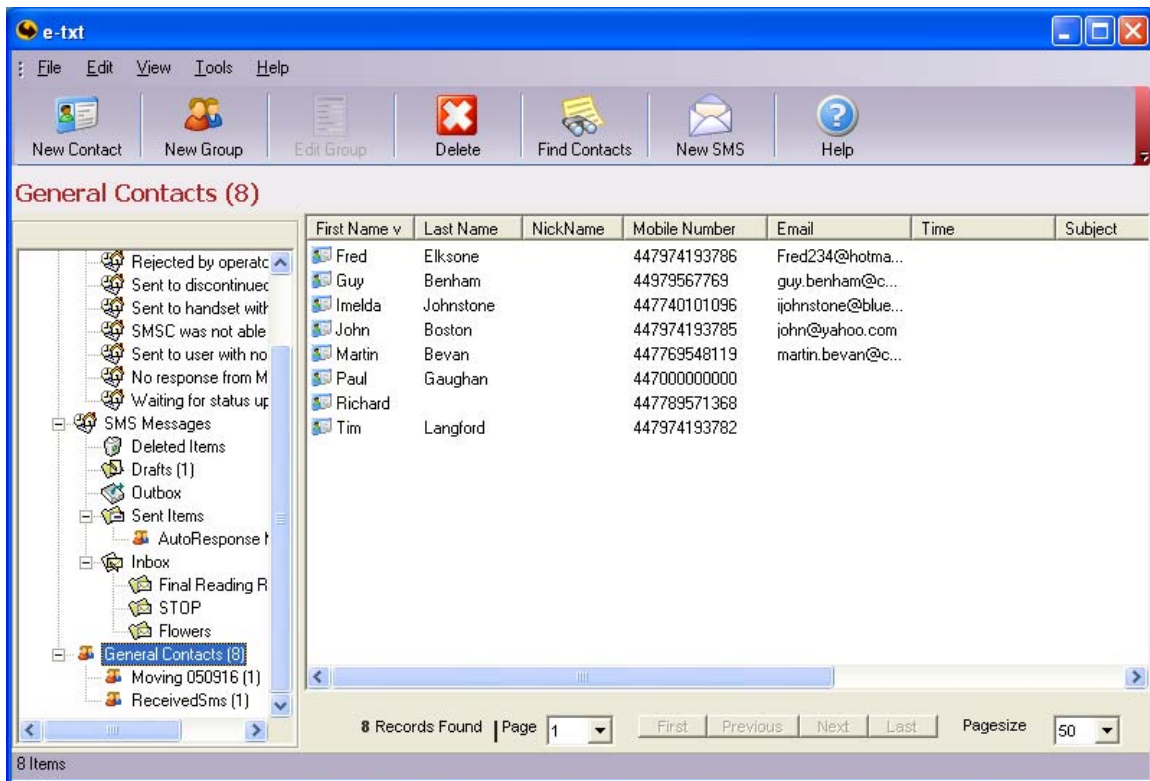 e-txt
File Edit View Tools Help
New Contact New Group Edit Group Delete Find Contacts New SMS Help
General Contacts (8)
First Name v Last Name NickName Mobile Number Email Time Subject
Fred Elksone 447974193786 Fred234@hotma...
Guy Benham 44979567769 guy.benham@c...
Imelda Johnstone 447740101096 ijohnstone@blue...
John Boston 447974193785 john@yahoo.com
Martin Bevan 447769548119 martin.bevan@c...
Paul Gaughan 447000000000
Richard 447789571368
Tim Langford 447974193782
Rejected by operatc
Sent to discontinued
Sent to handset with
SMSC was not able
Sent to user with no
No response from M
Waiting for status up
SMS Messages
Deleted Items
Drafts (1)
Outbox
Sent Items
AutoResponse
Inbox
Final Reading R
STOP
Flowers
General Contacts (8)
Moving 050916 (1)
ReceivedSms (1)
8 Records Found Page 1 First Previous Next Last Pagesize 50
8 Items